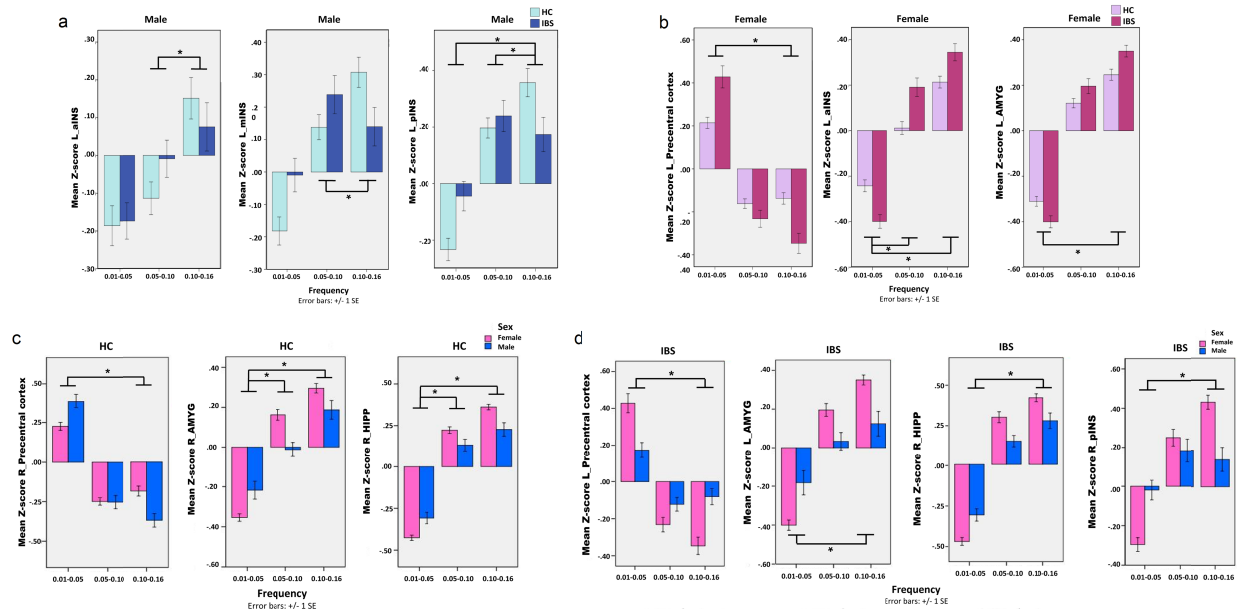 a
Male
Male
Male
HC
IBS
Mean Z-score L_aINS
.30
.20
.10
.00
-.10
-.20
-.30
0.01-0.05
0.05-0.10
0.10-0.16
*
Mean Z-score L_mINS
.40
.30
.20
.10
.00
-.10
-.20
-.30
0.01-0.05
0.05-0.10
0.10-0.16
*
Mean Z-score L_pINS
.40
.20
.00
-.20
0.01-0.05
0.05-0.10
0.10-0.16
*
*
Frequency
Error bars: +/- 1 SE
b
Female
Female
Female
HC
IBS
Mean Z-score L_Precentral cortex
.60
.40
.20
.00
.20
.40
0.01-0.05
0.05-0.10
0.10-0.16
*
Mean Z-score L_aINS
.40
.20
.00
-.20
-.40
-.60
0.01-0.05
0.05-0.10
0.10-0.16
*
*
Mean Z-score L_AMYG
.40
.20
.00
-.20
-.40
-.60
0.01-0.05
0.05-0.10
0.10-0.16
*
Frequency
Error bars: +/- 1 SE
c
HC
HC
HC
Sex
Female
Male
Mean Z-score R_Precentral cortex
.50
.25
.00
-.25
-.50
0.01-0.05
0.05-0.10
0.10-0.16
*
Mean Z-score R_AMYG
.40
.20
.00
-.20
-.40
-.60
0.01-0.05
0.05-0.10
0.10-0.16
*
*
Mean Z-score R_HIPP
.50
.25
.00
-.25
-.50
0.01-0.05
0.05-0.10
0.10-0.16
*
*
Frequency
Error bars: +/- 1 SE
d
IBS
IBS
IBS
IBS
Sex
Female
Male
Mean Z-score L_Precentral cortex
.60
.40
.20
.00
-.20
-.40
0.01-0.05
0.05-0.10
0.10-0.16
*
Mean Z-score L_AMYG
.40
.20
.00
-.20
-.40
-.60
0.01-0.05
0.05-0.10
0.10-0.16
*
Mean Z-score R_HIPP
.50
.25
.00
-.25
-.50
0.01-0.05
0.05-0.10
0.10-0.16
*
Mean Z-score R_pINS
.60
.40
.20
.00
-.20
-.40
0.01-0.05
0.05-0.10
0.10-0.16
*
Frequency
Error bars: +/- 1 SE